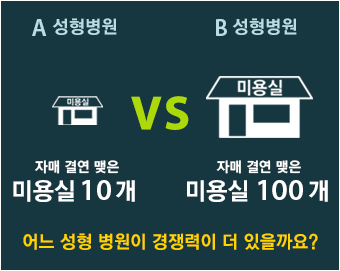 A 성형병원 B 성형병원
미용실 VS 미용실
자매 결연 맺은 자매 결연 맺은
미용실 10개 미용실 100개
어느 성형 병원이 경쟁력이 더 있을까요?